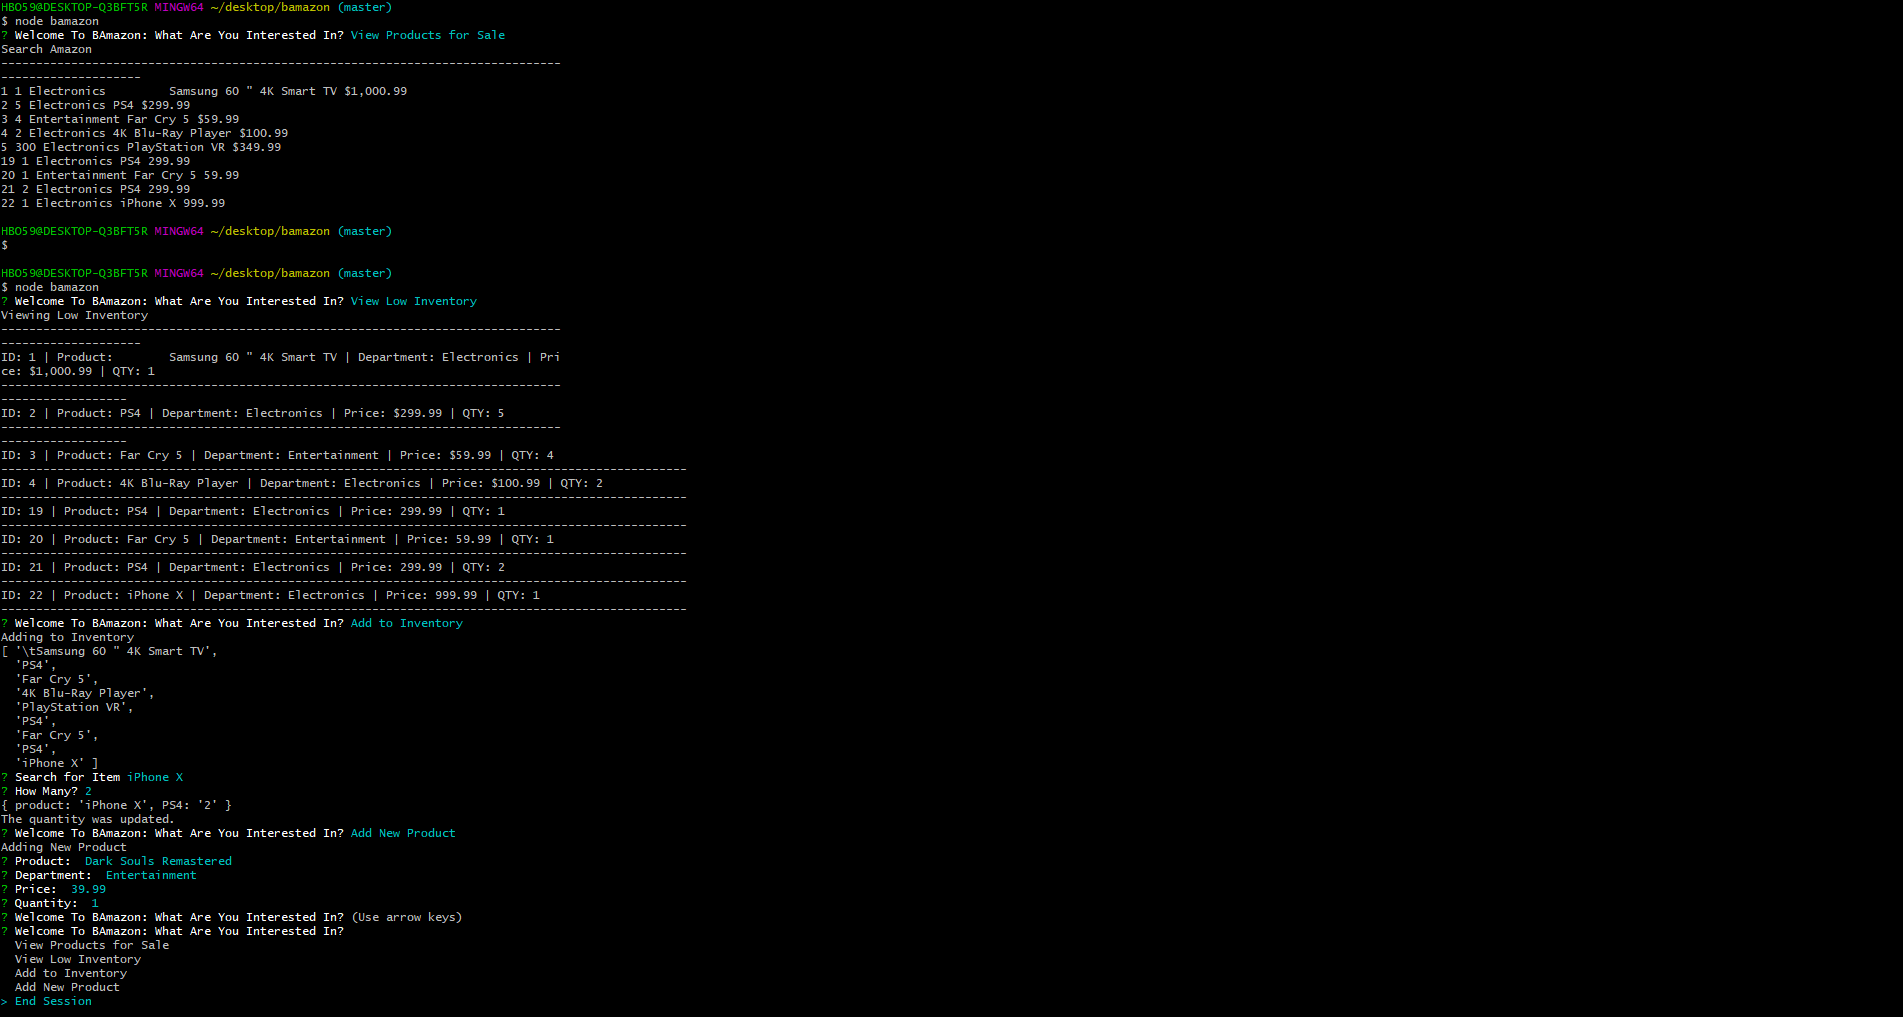 HB059@DESKTOP-Q3BFT5R MINGW64 ~/desktop/bamazon (master)
$ node bamazon
? Welcome To BAmazon: What Are You Interested In? View Products for Sale
Search Amazon
--------------------------------------------------------------------------------
--------------------
1 1 Electronics         Samsung 60 " 4K Smart TV $1,000.99
2 5 Electronics PS4 $299.99
3 4 Entertainment Far Cry 5 $59.99
4 2 Electronics 4K Blu-Ray Player $100.99
5 300 Electronics PlayStation VR $349.99
19 1 Electronics PS4 299.99
20 1 Entertainment Far Cry 5 59.99
21 2 Electronics PS4 299.99
22 1 Electronics iPhone X 999.99
HB059@DESKTOP-Q3BFT5R MINGW64 ~/desktop/bamazon (master)
$
HB059@DESKTOP-Q3BFT5R MINGW64 ~/desktop/bamazon (master)
$ node bamazon
? Welcome To BAmazon: What Are You Interested In? View Low Inventory
Viewing Low Inventory
--------------------------------------------------------------------------------
--------------------
ID: 1 | Product:        Samsung 60 " 4K Smart TV | Department: Electronics | Pri
ce: $1,000.99 | QTY: 1
--------------------------------------------------------------------------------
------------------
ID: 2 | Product: PS4 | Department: Electronics | Price: $299.99 | QTY: 5
--------------------------------------------------------------------------------
------------------
ID: 3 | Product: Far Cry 5 | Department: Entertainment | Price: $59.99 | QTY: 4
--------------------------------------------------------------------------------------------------
ID: 4 | Product: 4K Blu-Ray Player | Department: Electronics | Price: $100.99 | QTY: 2
--------------------------------------------------------------------------------------------------
ID: 19 | Product: PS4 | Department: Electronics | Price: 299.99 | QTY: 1
--------------------------------------------------------------------------------------------------
ID: 20 | Product: Far Cry 5 | Department: Entertainment | Price: 59.99 | QTY: 1
--------------------------------------------------------------------------------------------------
ID: 21 | Product: PS4 | Department: Electronics | Price: 299.99 | QTY: 2
--------------------------------------------------------------------------------------------------
ID: 22 | Product: iPhone X | Department: Electronics | Price: 999.99 | QTY: 1
--------------------------------------------------------------------------------------------------
? Welcome To BAmazon: What Are You Interested In? Add to Inventory
Adding to Inventory
[ '\tSamsung 60 " 4K Smart TV',
  'PS4',
  'Far Cry 5',
  '4K Blu-Ray Player',
  'PlayStation VR',
  'PS4',
  'Far Cry 5',
  'PS4',
  'iPhone X' ]
? Search for Item iPhone X
? How Many? 2
{ product: 'iPhone X', PS4: '2' }
The quantity was updated.
? Welcome To BAmazon: What Are You Interested In? Add New Product
Adding New Product
? Product:  Dark Souls Remastered
? Department:  Entertainment
? Price:  39.99
? Quantity:  1
? Welcome To BAmazon: What Are You Interested In? (Use arrow keys)
? Welcome To BAmazon: What Are You Interested In?
  View Products for Sale
  View Low Inventory
  Add to Inventory
  Add New Product
> End Session